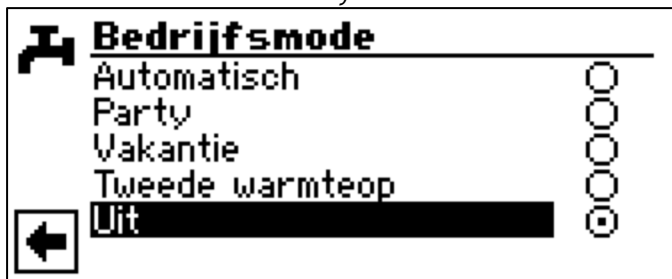 Bedrijfsmode
Automatisch
Party
Vakantie
Tweede warmteop
Uit